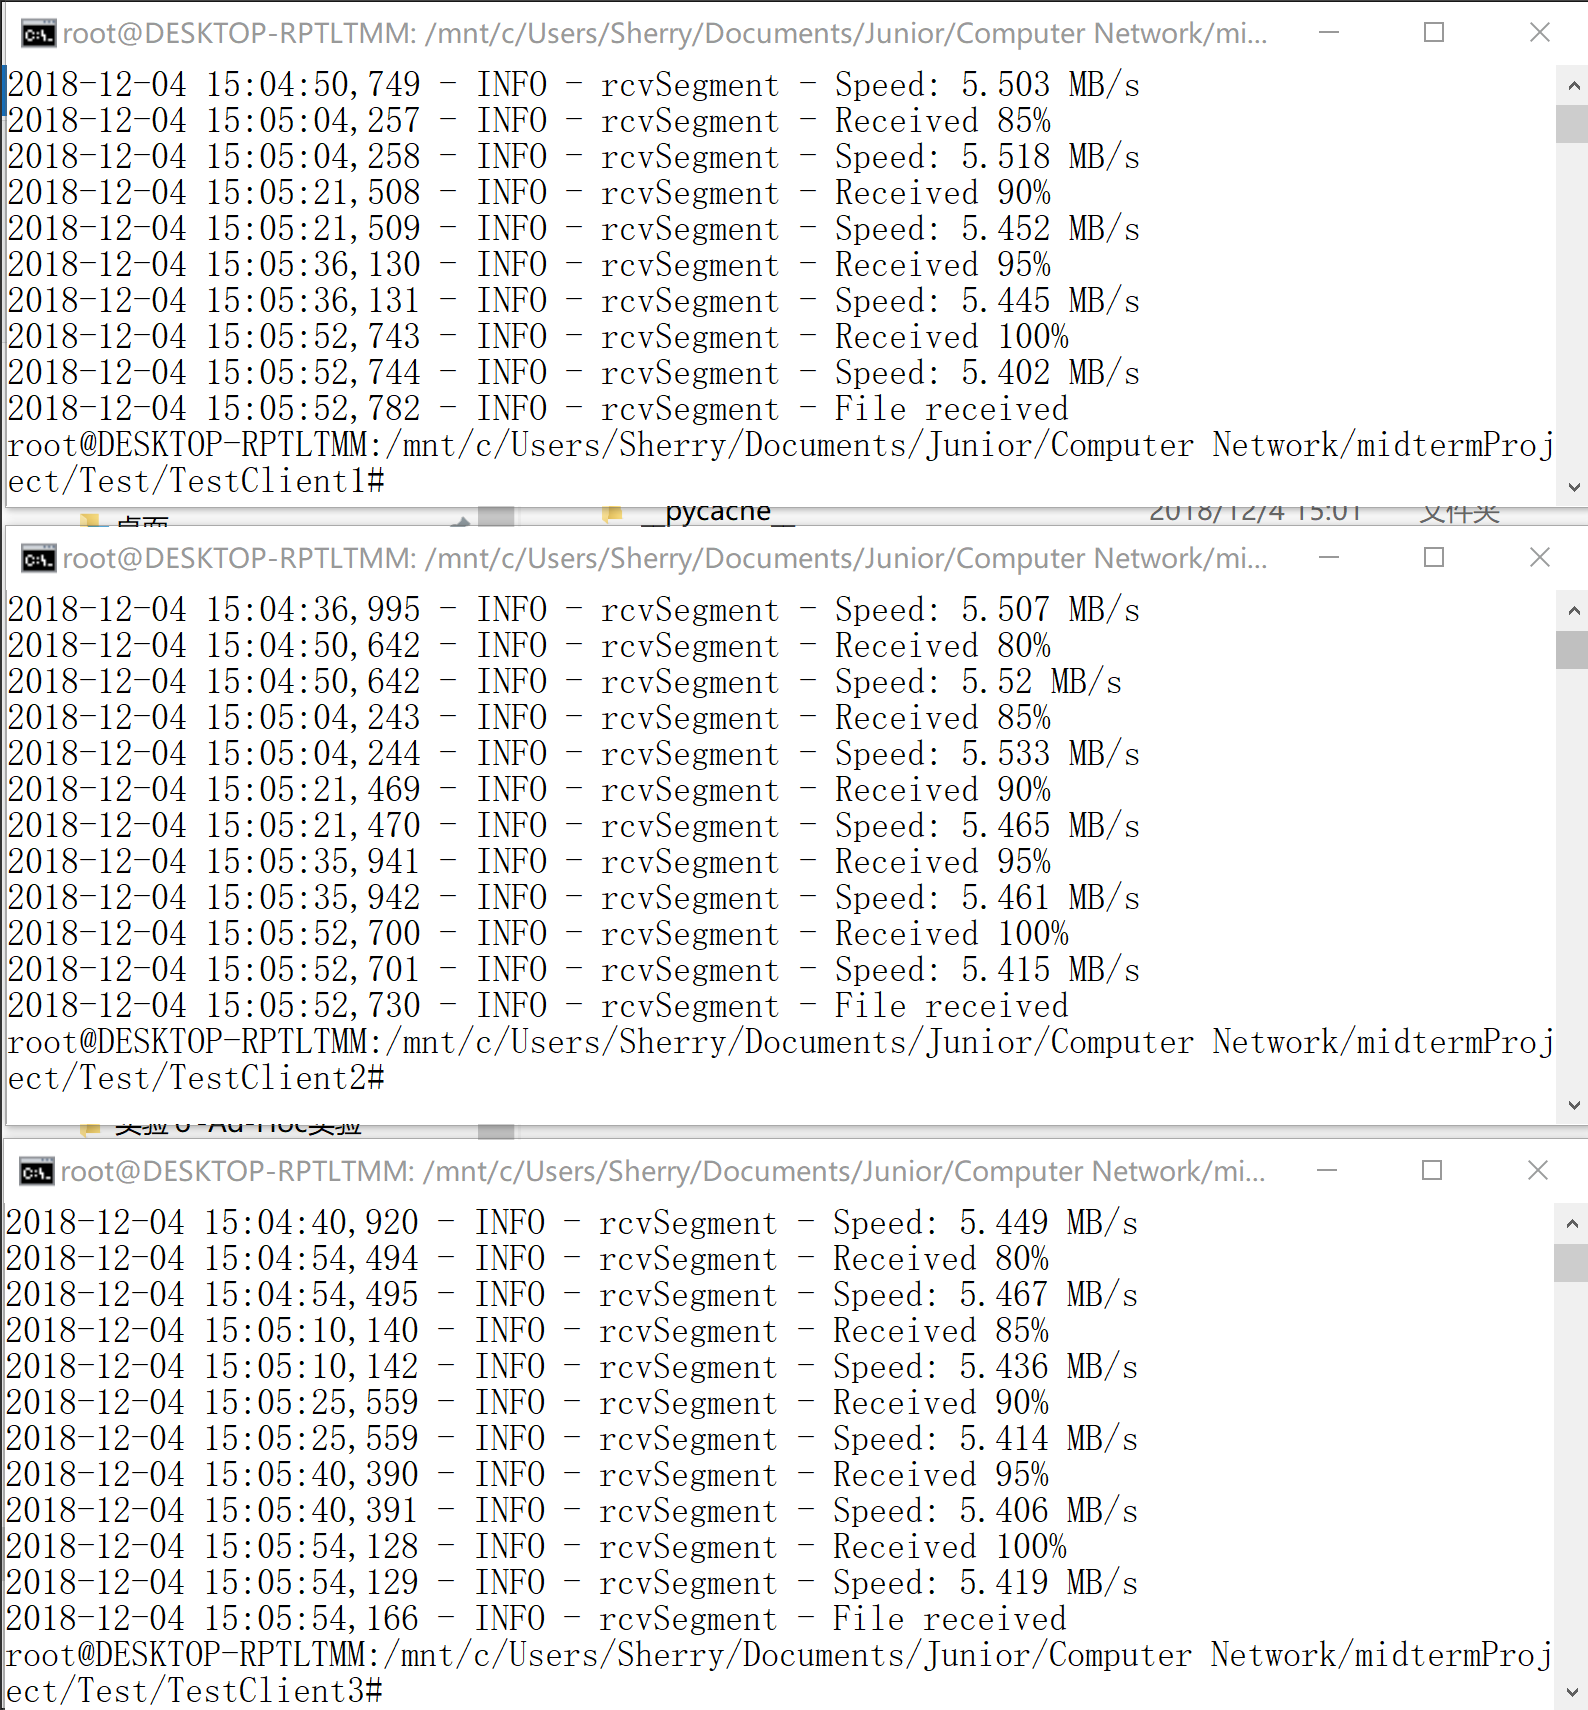 root@DESKTOP-RPTLTMM: /mnt/c/Users/Sherry/Documents/Junior/Computer Network/mi...
2018-12-04 15:04:50,749 - INFO - rcvSegment - Speed: 5.503 MB/s
2018-12-04 15:05:04,257 - INFO - rcvSegment - Received 85%
2018-12-04 15:05:04,258 - INFO - rcvSegment - Speed: 5.518 MB/s
2018-12-04 15:05:21,508 - INFO - rcvSegment - Received 90%
2018-12-04 15:05:21,509 - INFO - rcvSegment - Speed: 5.452 MB/s
2018-12-04 15:05:36,130 - INFO - rcvSegment - Received 95%
2018-12-04 15:05:36,131 - INFO - rcvSegment - Speed: 5.445 MB/s
2018-12-04 15:05:52,743 - INFO - rcvSegment - Received 100%
2018-12-04 15:05:52,744 - INFO - rcvSegment - Speed: 5.402 MB/s
2018-12-04 15:05:52,782 - INFO - rcvSegment - File received
root@DESKTOP-RPTLTMM:/mnt/c/Users/Sherry/Documents/Junior/Computer Network/midtermProj
ect/Test/TestClient1#
桌面 __pycache__ 2018/12/4 15:01 文件夹
root@DESKTOP-RPTLTMM: /mnt/c/Users/Sherry/Documents/Junior/Computer Network/mi...
2018-12-04 15:04:36,995 - INFO - rcvSegment - Speed: 5.507 MB/s
2018-12-04 15:04:50,642 - INFO - rcvSegment - Received 80%
2018-12-04 15:04:50,642 - INFO - rcvSegment - Speed: 5.52 MB/s
2018-12-04 15:05:04,243 - INFO - rcvSegment - Received 85%
2018-12-04 15:05:04,244 - INFO - rcvSegment - Speed: 5.533 MB/s
2018-12-04 15:05:21,469 - INFO - rcvSegment - Received 90%
2018-12-04 15:05:21,470 - INFO - rcvSegment - Speed: 5.465 MB/s
2018-12-04 15:05:35,941 - INFO - rcvSegment - Received 95%
2018-12-04 15:05:35,942 - INFO - rcvSegment - Speed: 5.461 MB/s
2018-12-04 15:05:52,700 - INFO - rcvSegment - Received 100%
2018-12-04 15:05:52,701 - INFO - rcvSegment - Speed: 5.415 MB/s
2018-12-04 15:05:52,730 - INFO - rcvSegment - File received
root@DESKTOP-RPTLTMM:/mnt/c/Users/Sherry/Documents/Junior/Computer Network/midtermProj
ect/Test/TestClient2#
实验6-Ad-Hoc实验
root@DESKTOP-RPTLTMM: /mnt/c/Users/Sherry/Documents/Junior/Computer Network/mi...
2018-12-04 15:04:40,920 - INFO - rcvSegment - Speed: 5.449 MB/s
2018-12-04 15:04:54,494 - INFO - rcvSegment - Received 80%
2018-12-04 15:04:54,495 - INFO - rcvSegment - Speed: 5.467 MB/s
2018-12-04 15:05:10,140 - INFO - rcvSegment - Received 85%
2018-12-04 15:05:10,142 - INFO - rcvSegment - Speed: 5.436 MB/s
2018-12-04 15:05:25,559 - INFO - rcvSegment - Received 90%
2018-12-04 15:05:25,559 - INFO - rcvSegment - Speed: 5.414 MB/s
2018-12-04 15:05:40,390 - INFO - rcvSegment - Received 95%
2018-12-04 15:05:40,391 - INFO - rcvSegment - Speed: 5.406 MB/s
2018-12-04 15:05:54,128 - INFO - rcvSegment - Received 100%
2018-12-04 15:05:54,129 - INFO - rcvSegment - Speed: 5.419 MB/s
2018-12-04 15:05:54,166 - INFO - rcvSegment - File received
root@DESKTOP-RPTLTMM:/mnt/c/Users/Sherry/Documents/Junior/Computer Network/midtermProj
ect/Test/TestClient3#